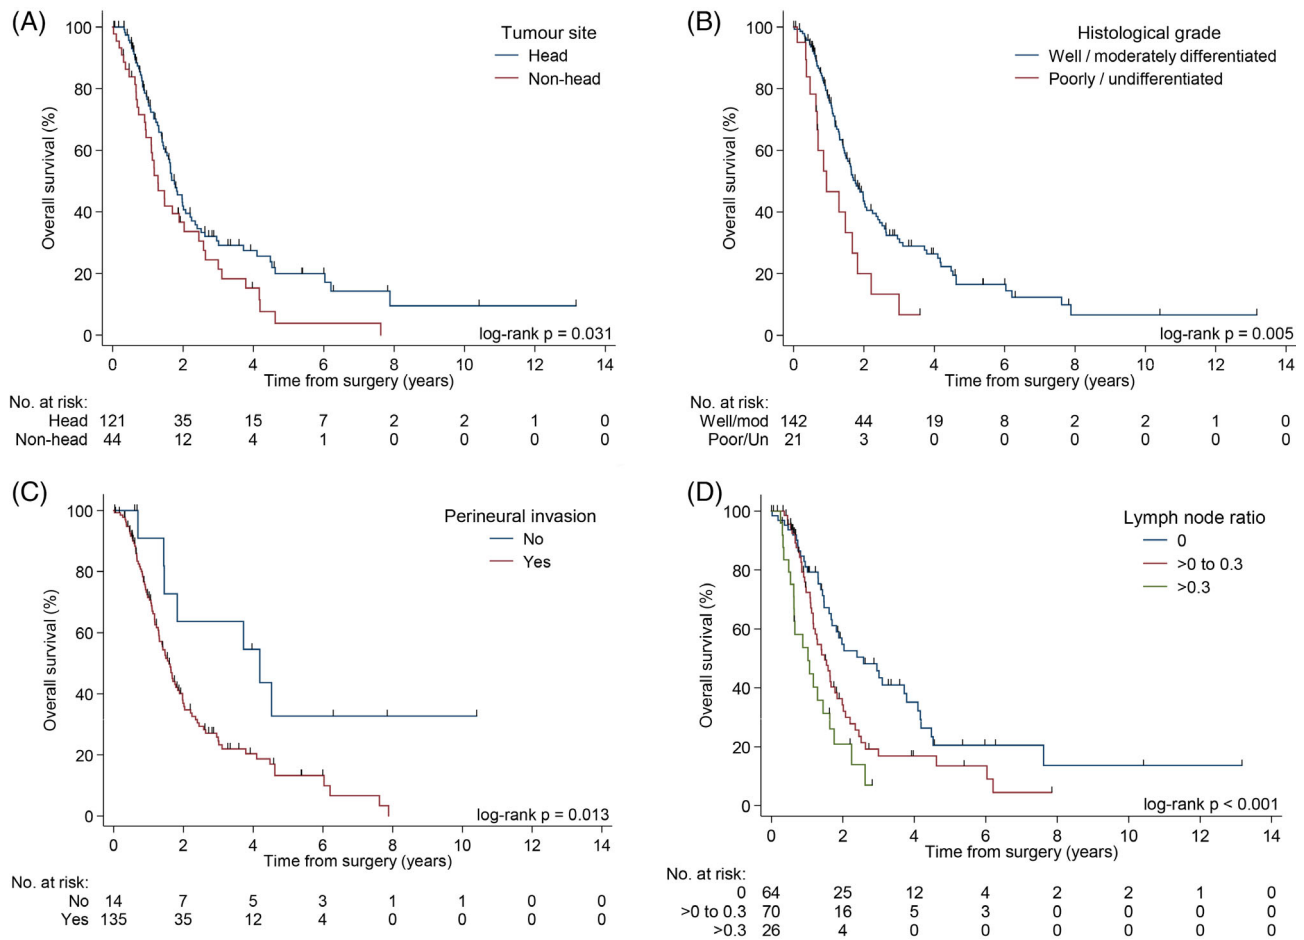 (A)
Tumour site
Head
Non-head
Overall survival (%)
100
80
60
40
20
0
log-rank p = 0.031
0 2 4 6 8 10 12 14
Time from surgery (years)
No. at risk:
Head 121 35 15 7 2 2 1 0
Non-head 44 12 4 1 0 0 0 0
(B)
Histological grade
Well / moderately differentiated
Poorly / undifferentiated
Overall survival (%)
100
80
60
40
20
0
log-rank p = 0.005
0 2 4 6 8 10 12 14
Time from surgery (years)
No. at risk:
Well/mod 142 44 19 8 2 2 1 0
Poor/Un 21 3 0 0 0 0 0 0
(C)
Perineural invasion
No
Yes
Overall survival (%)
100
80
60
40
20
0
log-rank p = 0.013
0 2 4 6 8 10 12 14
Time from surgery (years)
No. at risk:
No 14 7 5 3 1 1 0 0
Yes 135 35 12 4 0 0 0 0
(D)
Lymph node ratio
0
>0 to 0.3
>0.3
Overall survival (%)
100
80
60
40
20
0
log-rank p < 0.001
0 2 4 6 8 10 12 14
Time from surgery (years)
No. at risk:
0 64 25 12 4 2 2 1 0
>0 to 0.3 70 16 5 3 0 0 0 0
>0.3 26 4 0 0 0 0 0 0